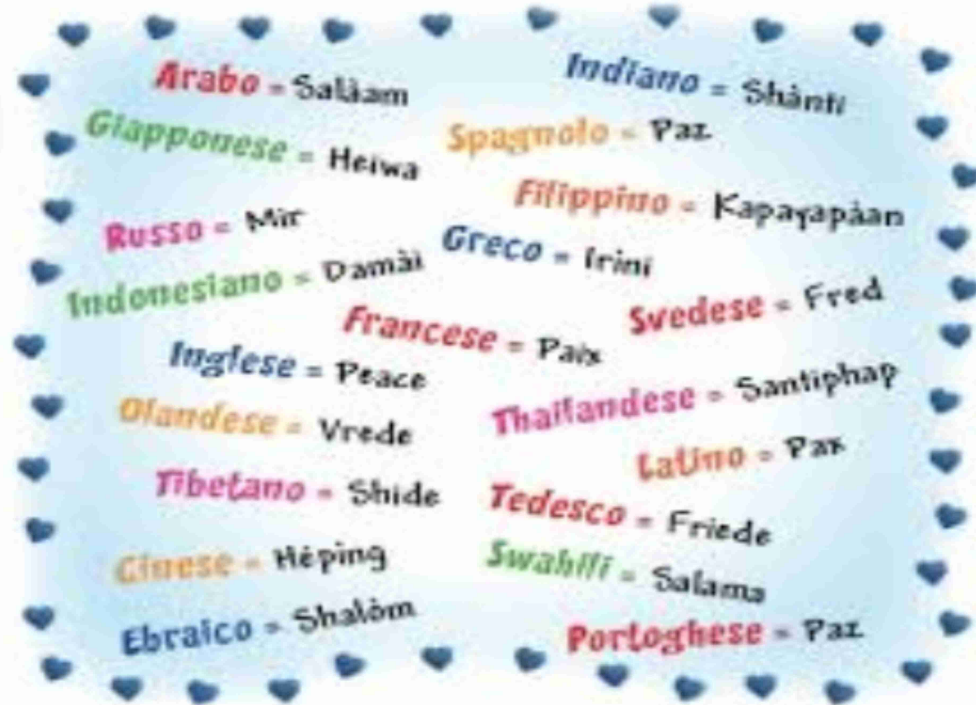 Arabo = Salàam
Indiano = Shànti
Giapponese = Heiwa
Spagnolo = Paz
Filippino = Kapayapàan
Russo = Mir
Greco = Irini
Indonesiano = Damài
Svedese = Fred
Francese = Paix
Inglese = Peace
Thailandese = Santiphap
Olandese = Vrede
Latino = Pax
Tibetano = Shide
Tedesco = Friede
Cinese = Hépíng
Swahili = Salama
Ebraico = Shalòm
Portoghese = Paz